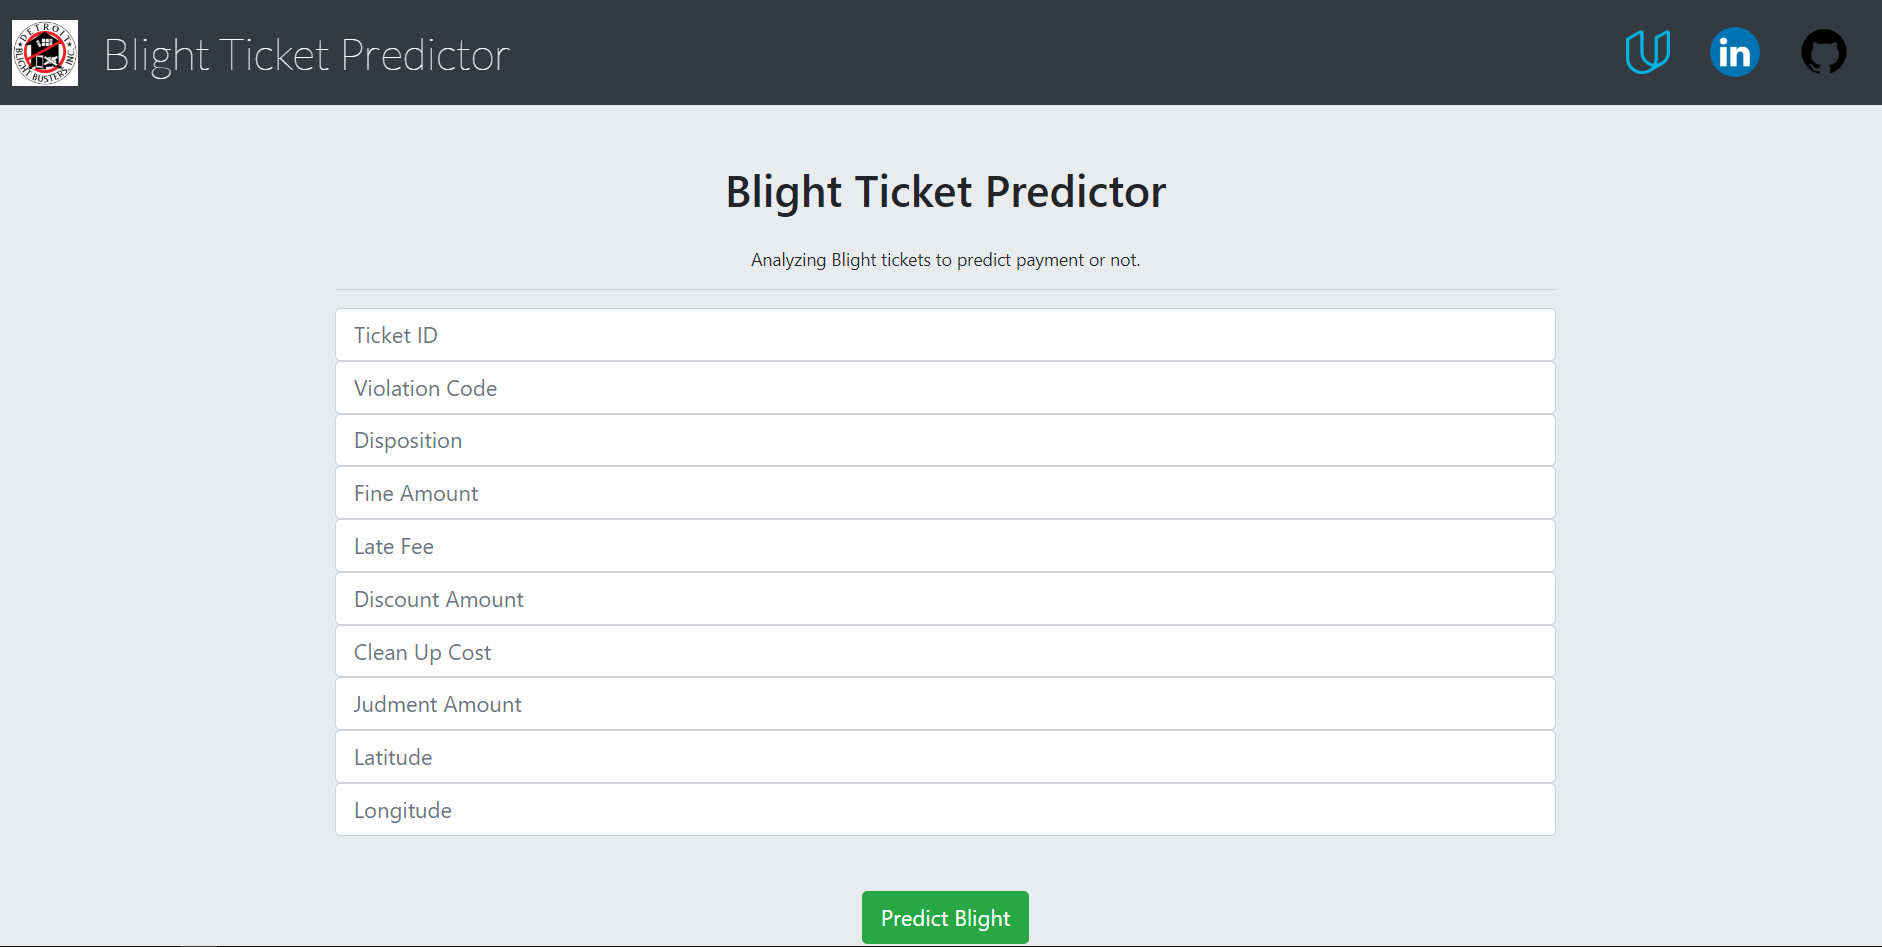 DETROIT
BLIGHT BUSTERS, INC.
Blight Ticket Predictor
in
Blight Ticket Predictor
Analyzing Blight tickets to predict payment or not.
Ticket ID
Violation Code
Disposition
Fine Amount
Late Fee
Discount Amount
Clean Up Cost
Judment Amount
Latitude
Longitude
Predict Blight